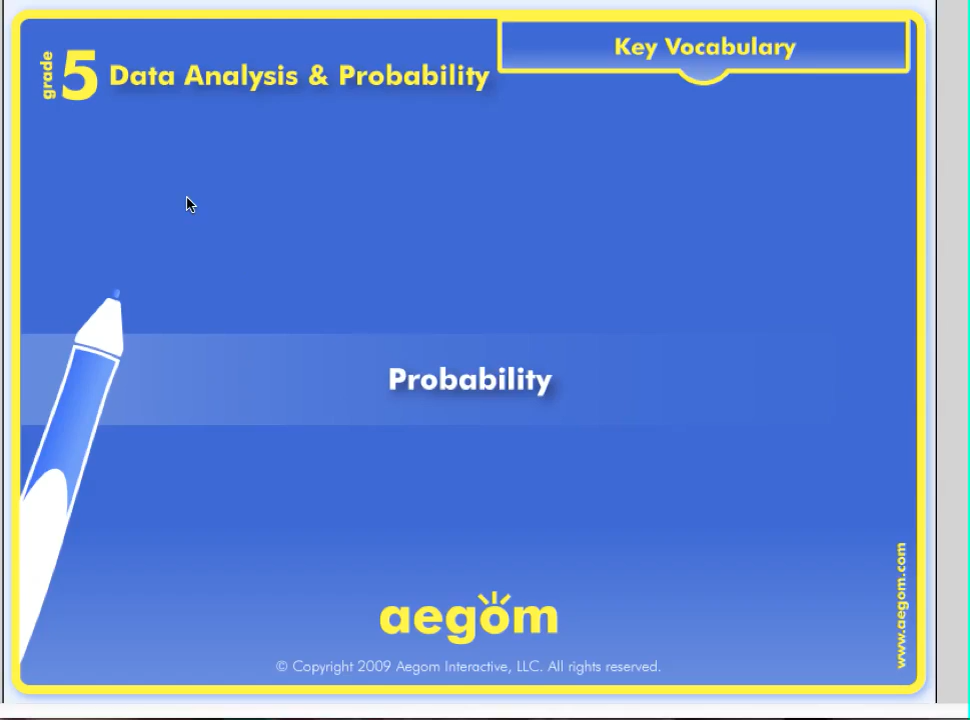 grade
5 Data Analysis & Probability
Key Vocabulary
Probability
aegom
© Copyright 2009 Aegom Interactive, LLC. All rights reserved.
www.aegom.com